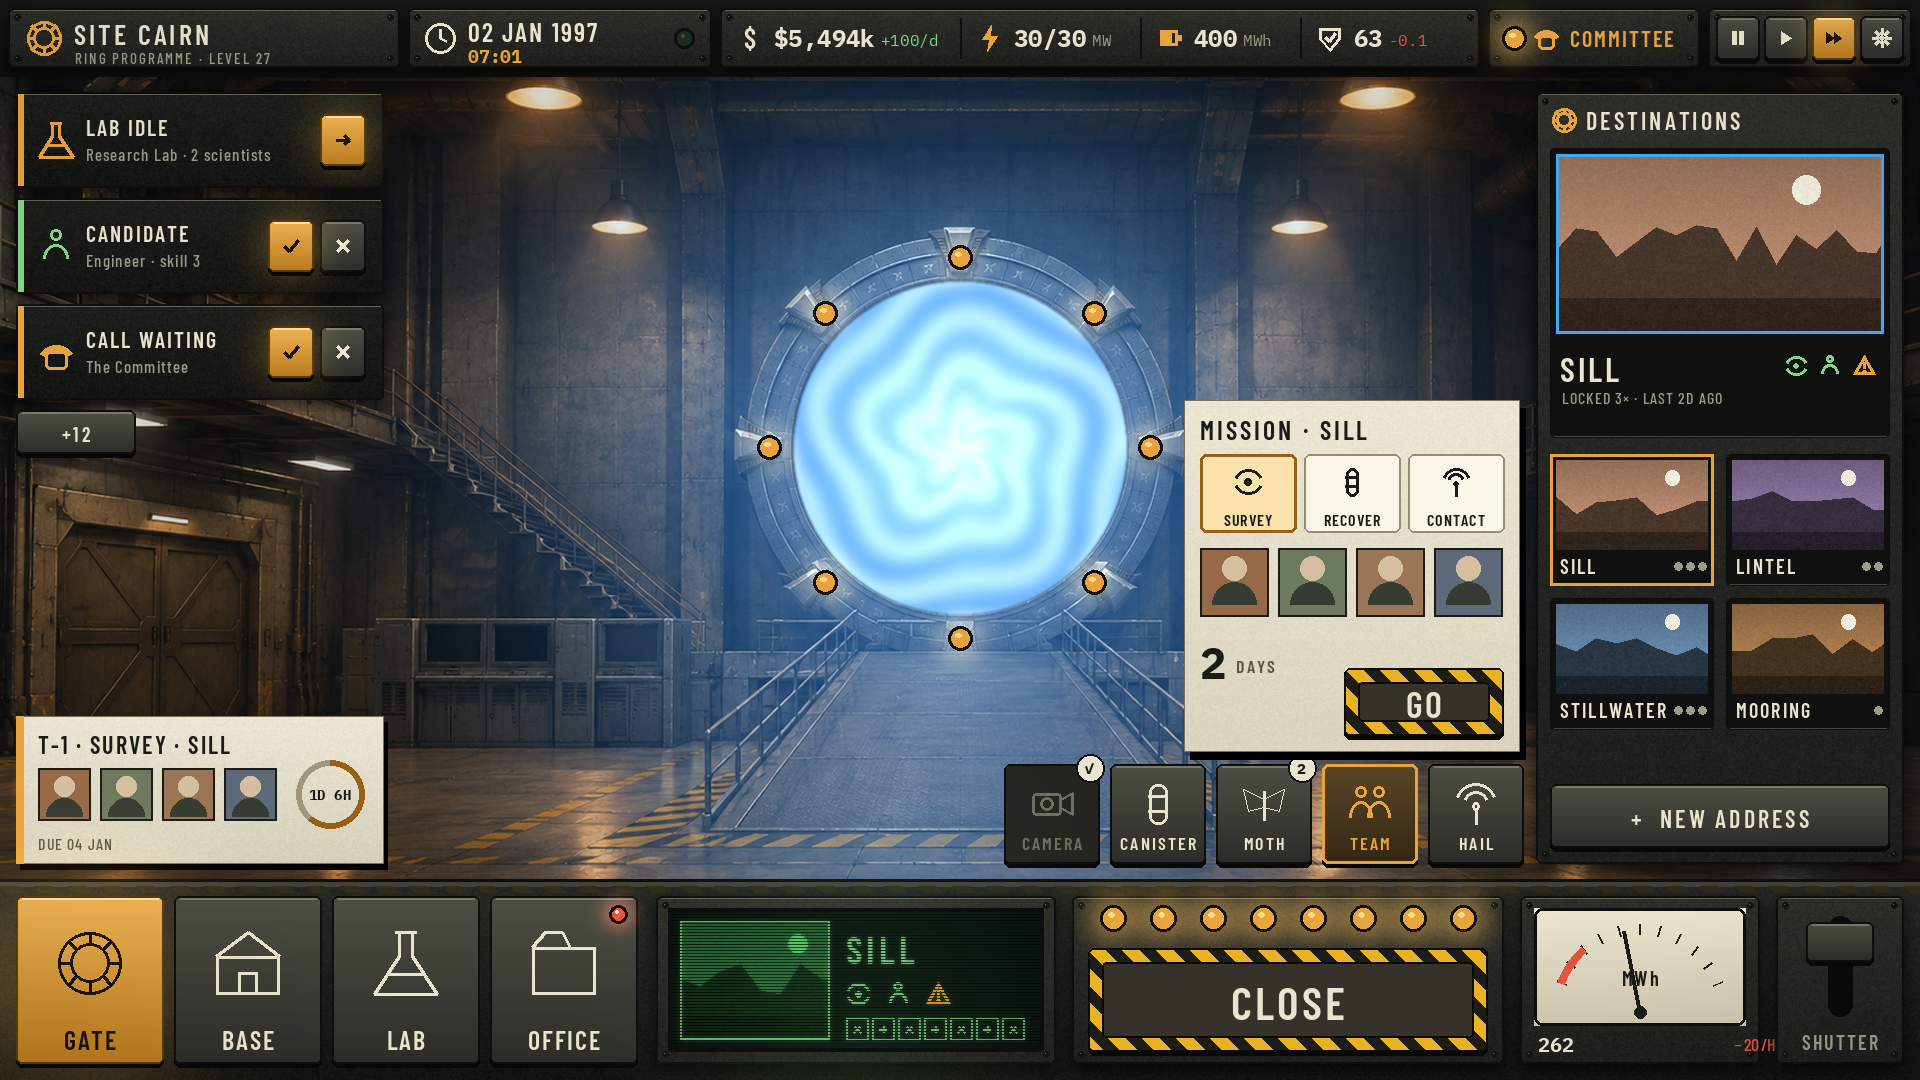 SITE CAIRN
RING PROGRAMME · LEVEL 27
02 JAN 1997
07:01
$ $5,494k +100/d
30/30 MW
400 MWh
63 -0.1
COMMITTEE
LAB IDLE
Research Lab · 2 scientists
CANDIDATE
Engineer · skill 3
CALL WAITING
The Committee
+12
DESTINATIONS
SILL
LOCKED 3× · LAST 2D AGO
SILL
LINTEL
STILLWATER
MOORING
+ NEW ADDRESS
MISSION · SILL
SURVEY
RECOVER
CONTACT
2 DAYS
GO
T-1 · SURVEY · SILL
1D 6H
DUE 04 JAN
CAMERA
CANISTER
2
MOTH
TEAM
HAIL
GATE
BASE
LAB
OFFICE
SILL
CLOSE
MWh
262
-20/H
SHUTTER